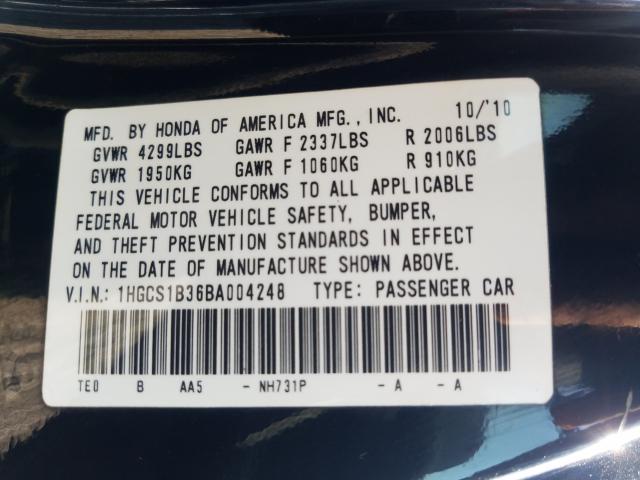 MFD. BY HONDA OF AMERICA MFG., INC. 10/'10
GVWR 4299LBS GAWR F 2337LBS R 2006LBS
GVWR 1950KG GAWR F 1060KG R 910KG
THIS VEHICLE CONFORMS TO ALL APPLICABLE
FEDERAL MOTOR VEHICLE SAFETY, BUMPER,
AND THEFT PREVENTION STANDARDS IN EFFECT
ON THE DATE OF MANUFACTURE SHOWN ABOVE.
V.I.N.: 1HGCS1B36BA004248 TYPE: PASSENGER CAR
TE0 B AA5 - NH731P - A - A